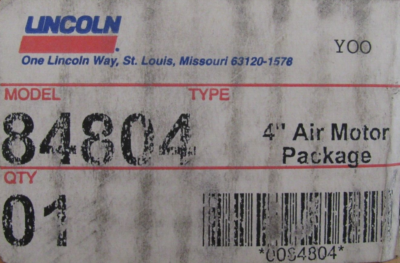 LINCOLN
One Lincoln Way, St. Louis, Missouri 63120-1578
YOO
MODEL TYPE
84804
4" Air Motor
Package
QTY
01
*0084804*